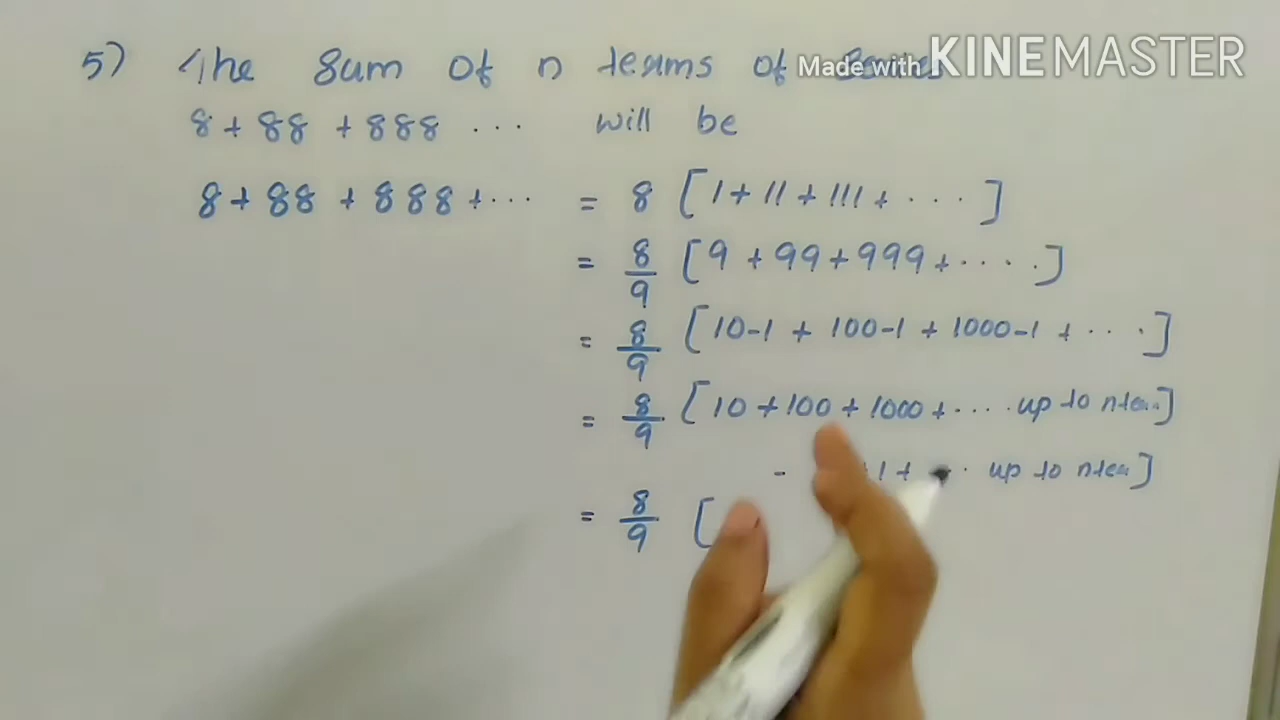 5) The Sum of n terms of
Made with KINEMASTER
8 + 88 + 888 ... will be
8 + 88 + 888 + ... = 8 [1 + 11 + 111 + ....]
= 8/9 [9 + 99 + 999 + .....]
= 8/9 [10-1 + 100-1 + 1000-1 + ...]
= 8/9 [10 + 100 + 1000 + .... up to n
- + 1 + up to n
= 8/9 [